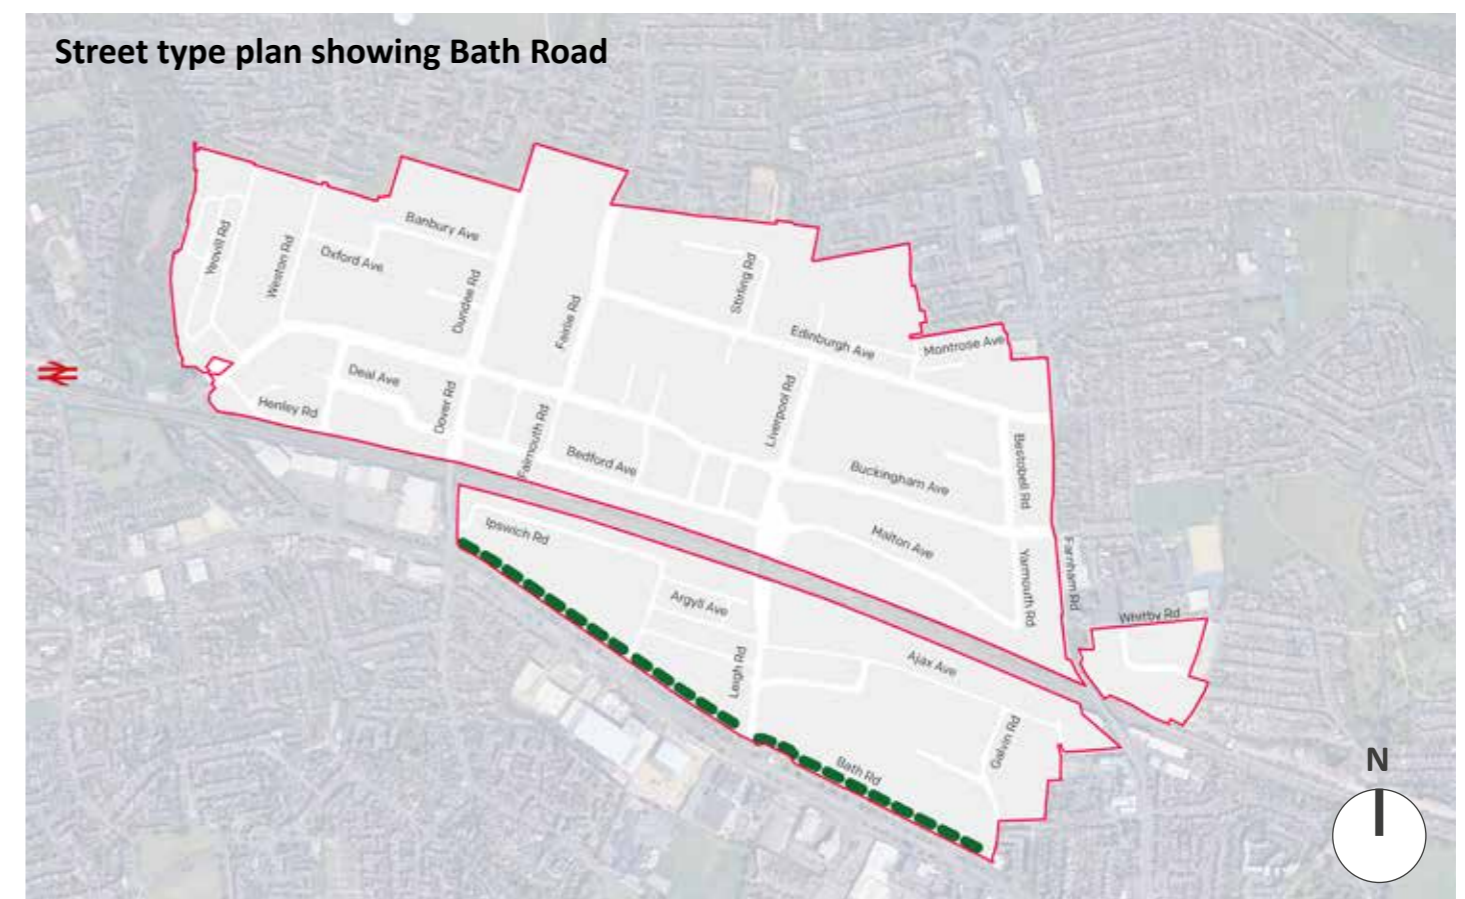 Street type plan showing Bath Road
Banbury Ave
Yeovill Rd
Weston Rd
Oxford Ave
Dundee Rd
Stirling Rd
Fairlie Rd
Edinburgh Ave
Montrose Ave
Deal Ave
Henley Rd
Dover Rd
Falmouth Rd
Liverpool Rd
Bedford Ave
Buckingham Ave
Bestobell Rd
Ipswich Rd
Malton Ave
Yarmouth Rd
Farnham Rd
Argyll Ave
Whitby Rd
Leigh Rd
Ajax Ave
Galvin Rd
Bath Rd
N